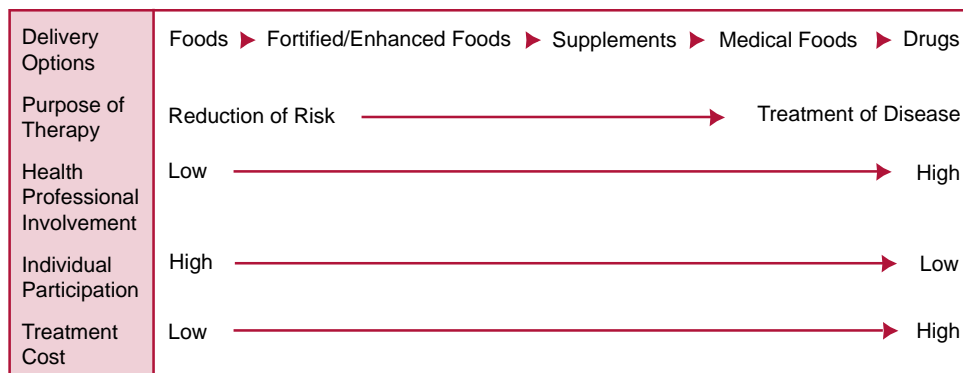 Delivery
Options
Foods Fortified/Enhanced Foods Supplements Medical Foods Drugs
Purpose of
Therapy
Reduction of Risk Treatment of Disease
Health
Professional
Involvement
Low High
Individual
Participation
High Low
Treatment
Cost
Low High